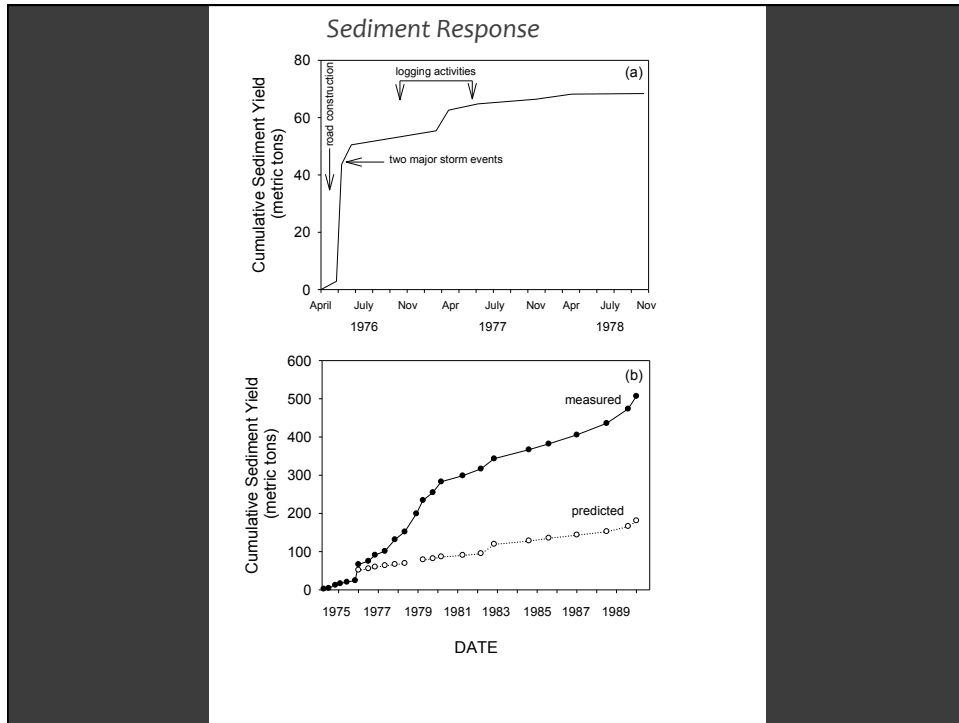 Sediment Response
(a)
80
60
40
20
0
Cumulative Sediment Yield
(metric tons)
road construction
logging activities
two major storm events
April July Nov Apr July Nov Apr July Nov
1976 1977 1978
(b)
600
500
400
300
200
100
0
Cumulative Sediment Yield
(metric tons)
measured
predicted
1975 1977 1979 1981 1983 1985 1987 1989
DATE